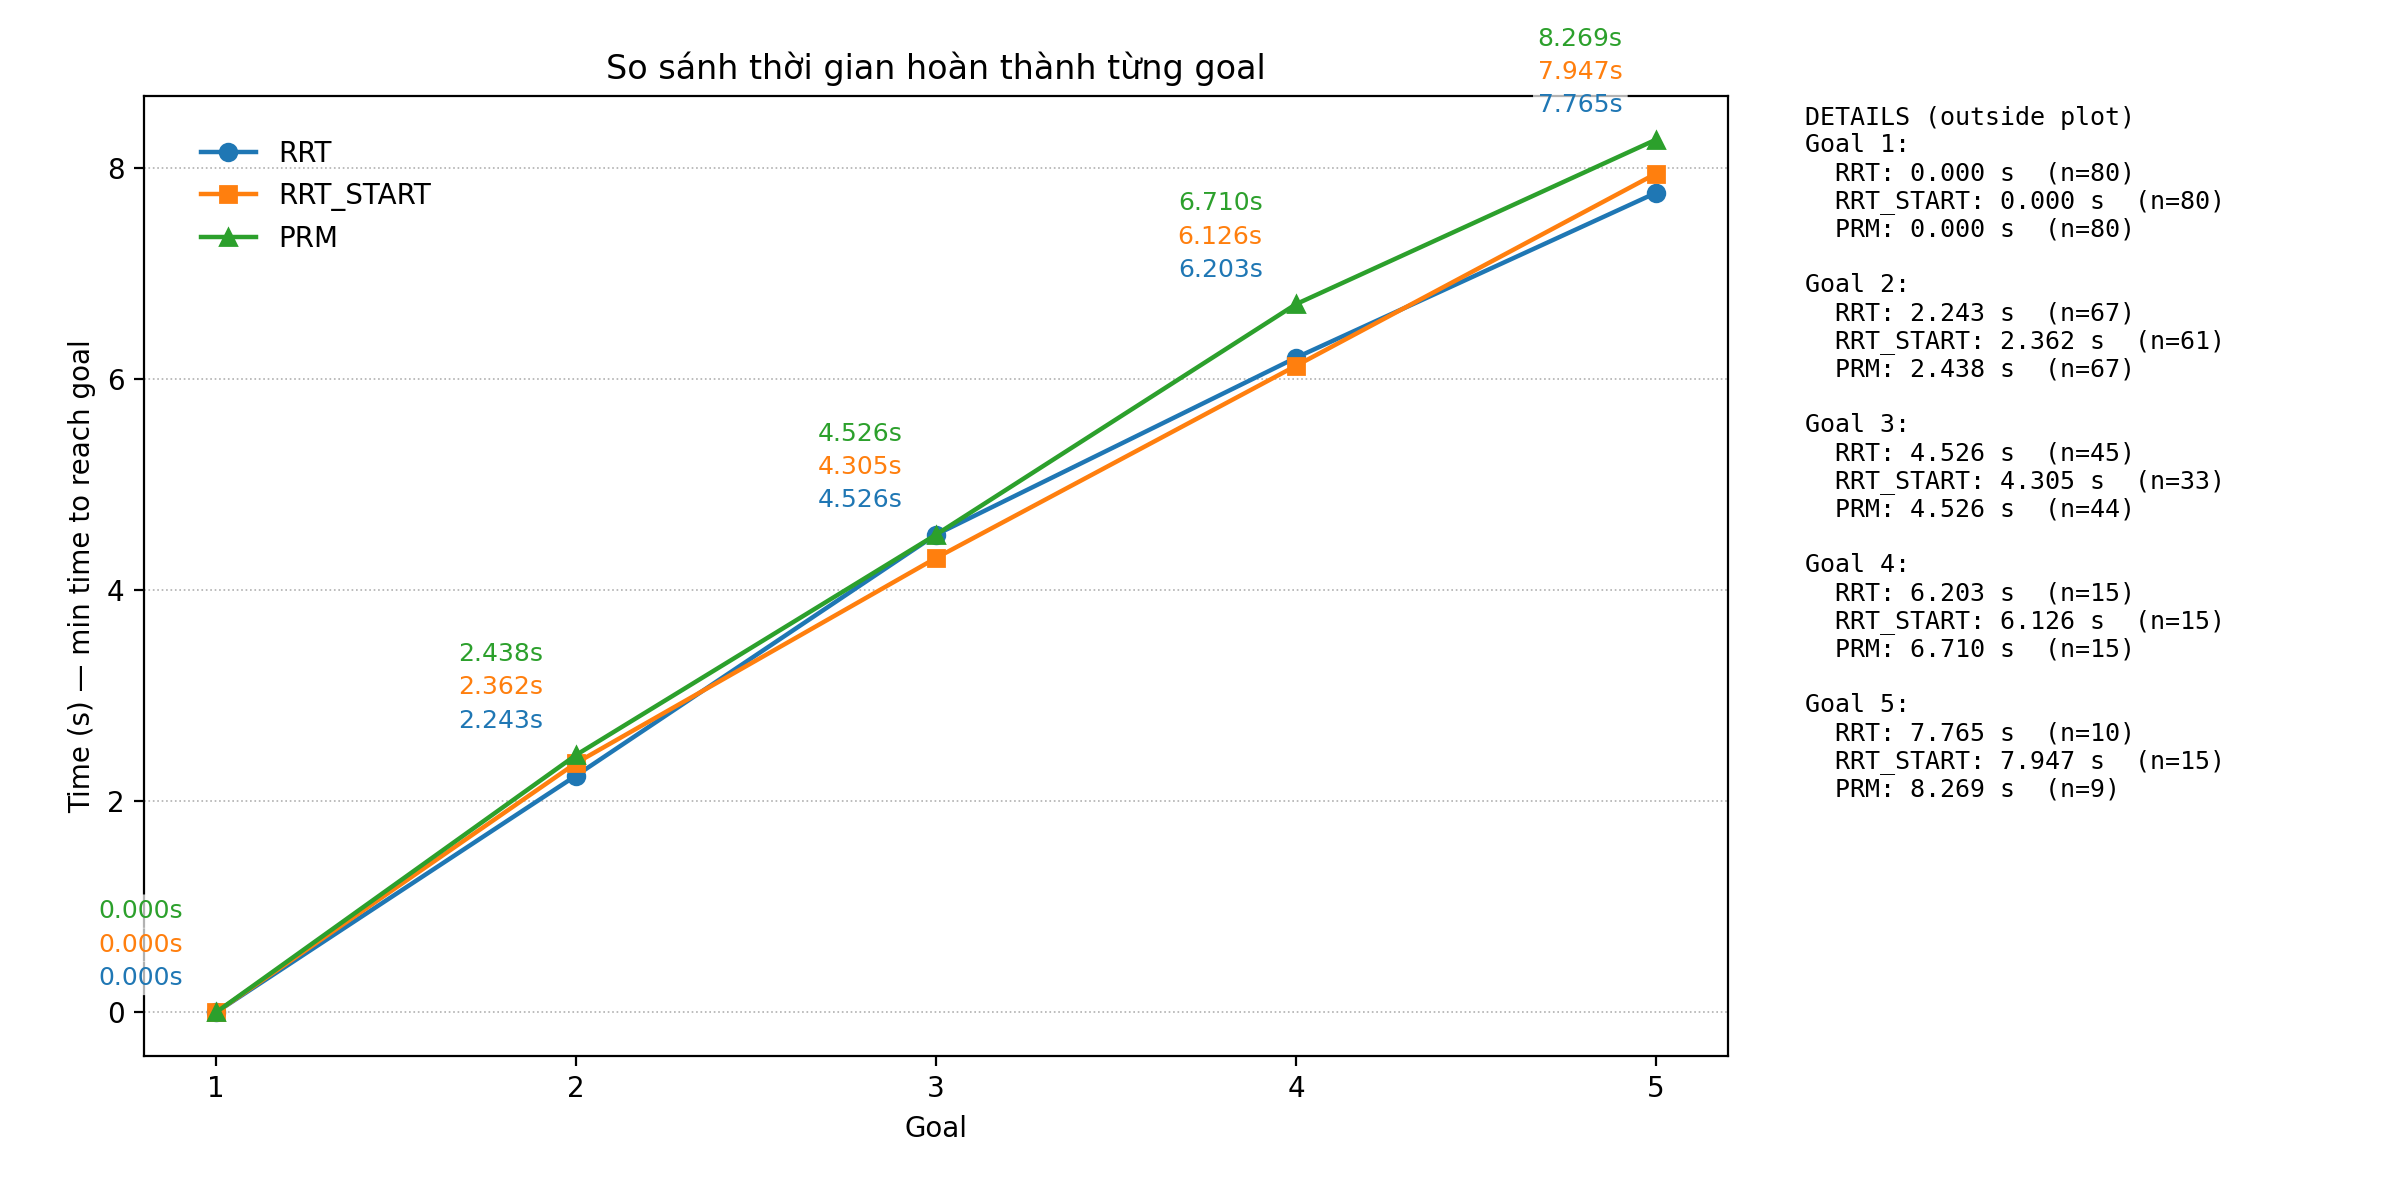 So sánh thời gian hoàn thành từng goal
8.269s
7.947s
7.765s
RRT
RRT_START
PRM
6.710s
6.126s
6.203s
4.526s
4.305s
4.526s
2.438s
2.362s
2.243s
0.000s
0.000s
0.000s
8
6
4
2
0
Time (s) — min time to reach goal
1 2 3 4 5
Goal
DETAILS (outside plot)
Goal 1:
RRT: 0.000 s (n=80)
RRT_START: 0.000 s (n=80)
PRM: 0.000 s (n=80)
Goal 2:
RRT: 2.243 s (n=67)
RRT_START: 2.362 s (n=61)
PRM: 2.438 s (n=67)
Goal 3:
RRT: 4.526 s (n=45)
RRT_START: 4.305 s (n=33)
PRM: 4.526 s (n=44)
Goal 4:
RRT: 6.203 s (n=15)
RRT_START: 6.126 s (n=15)
PRM: 6.710 s (n=15)
Goal 5:
RRT: 7.765 s (n=10)
RRT_START: 7.947 s (n=15)
PRM: 8.269 s (n=9)